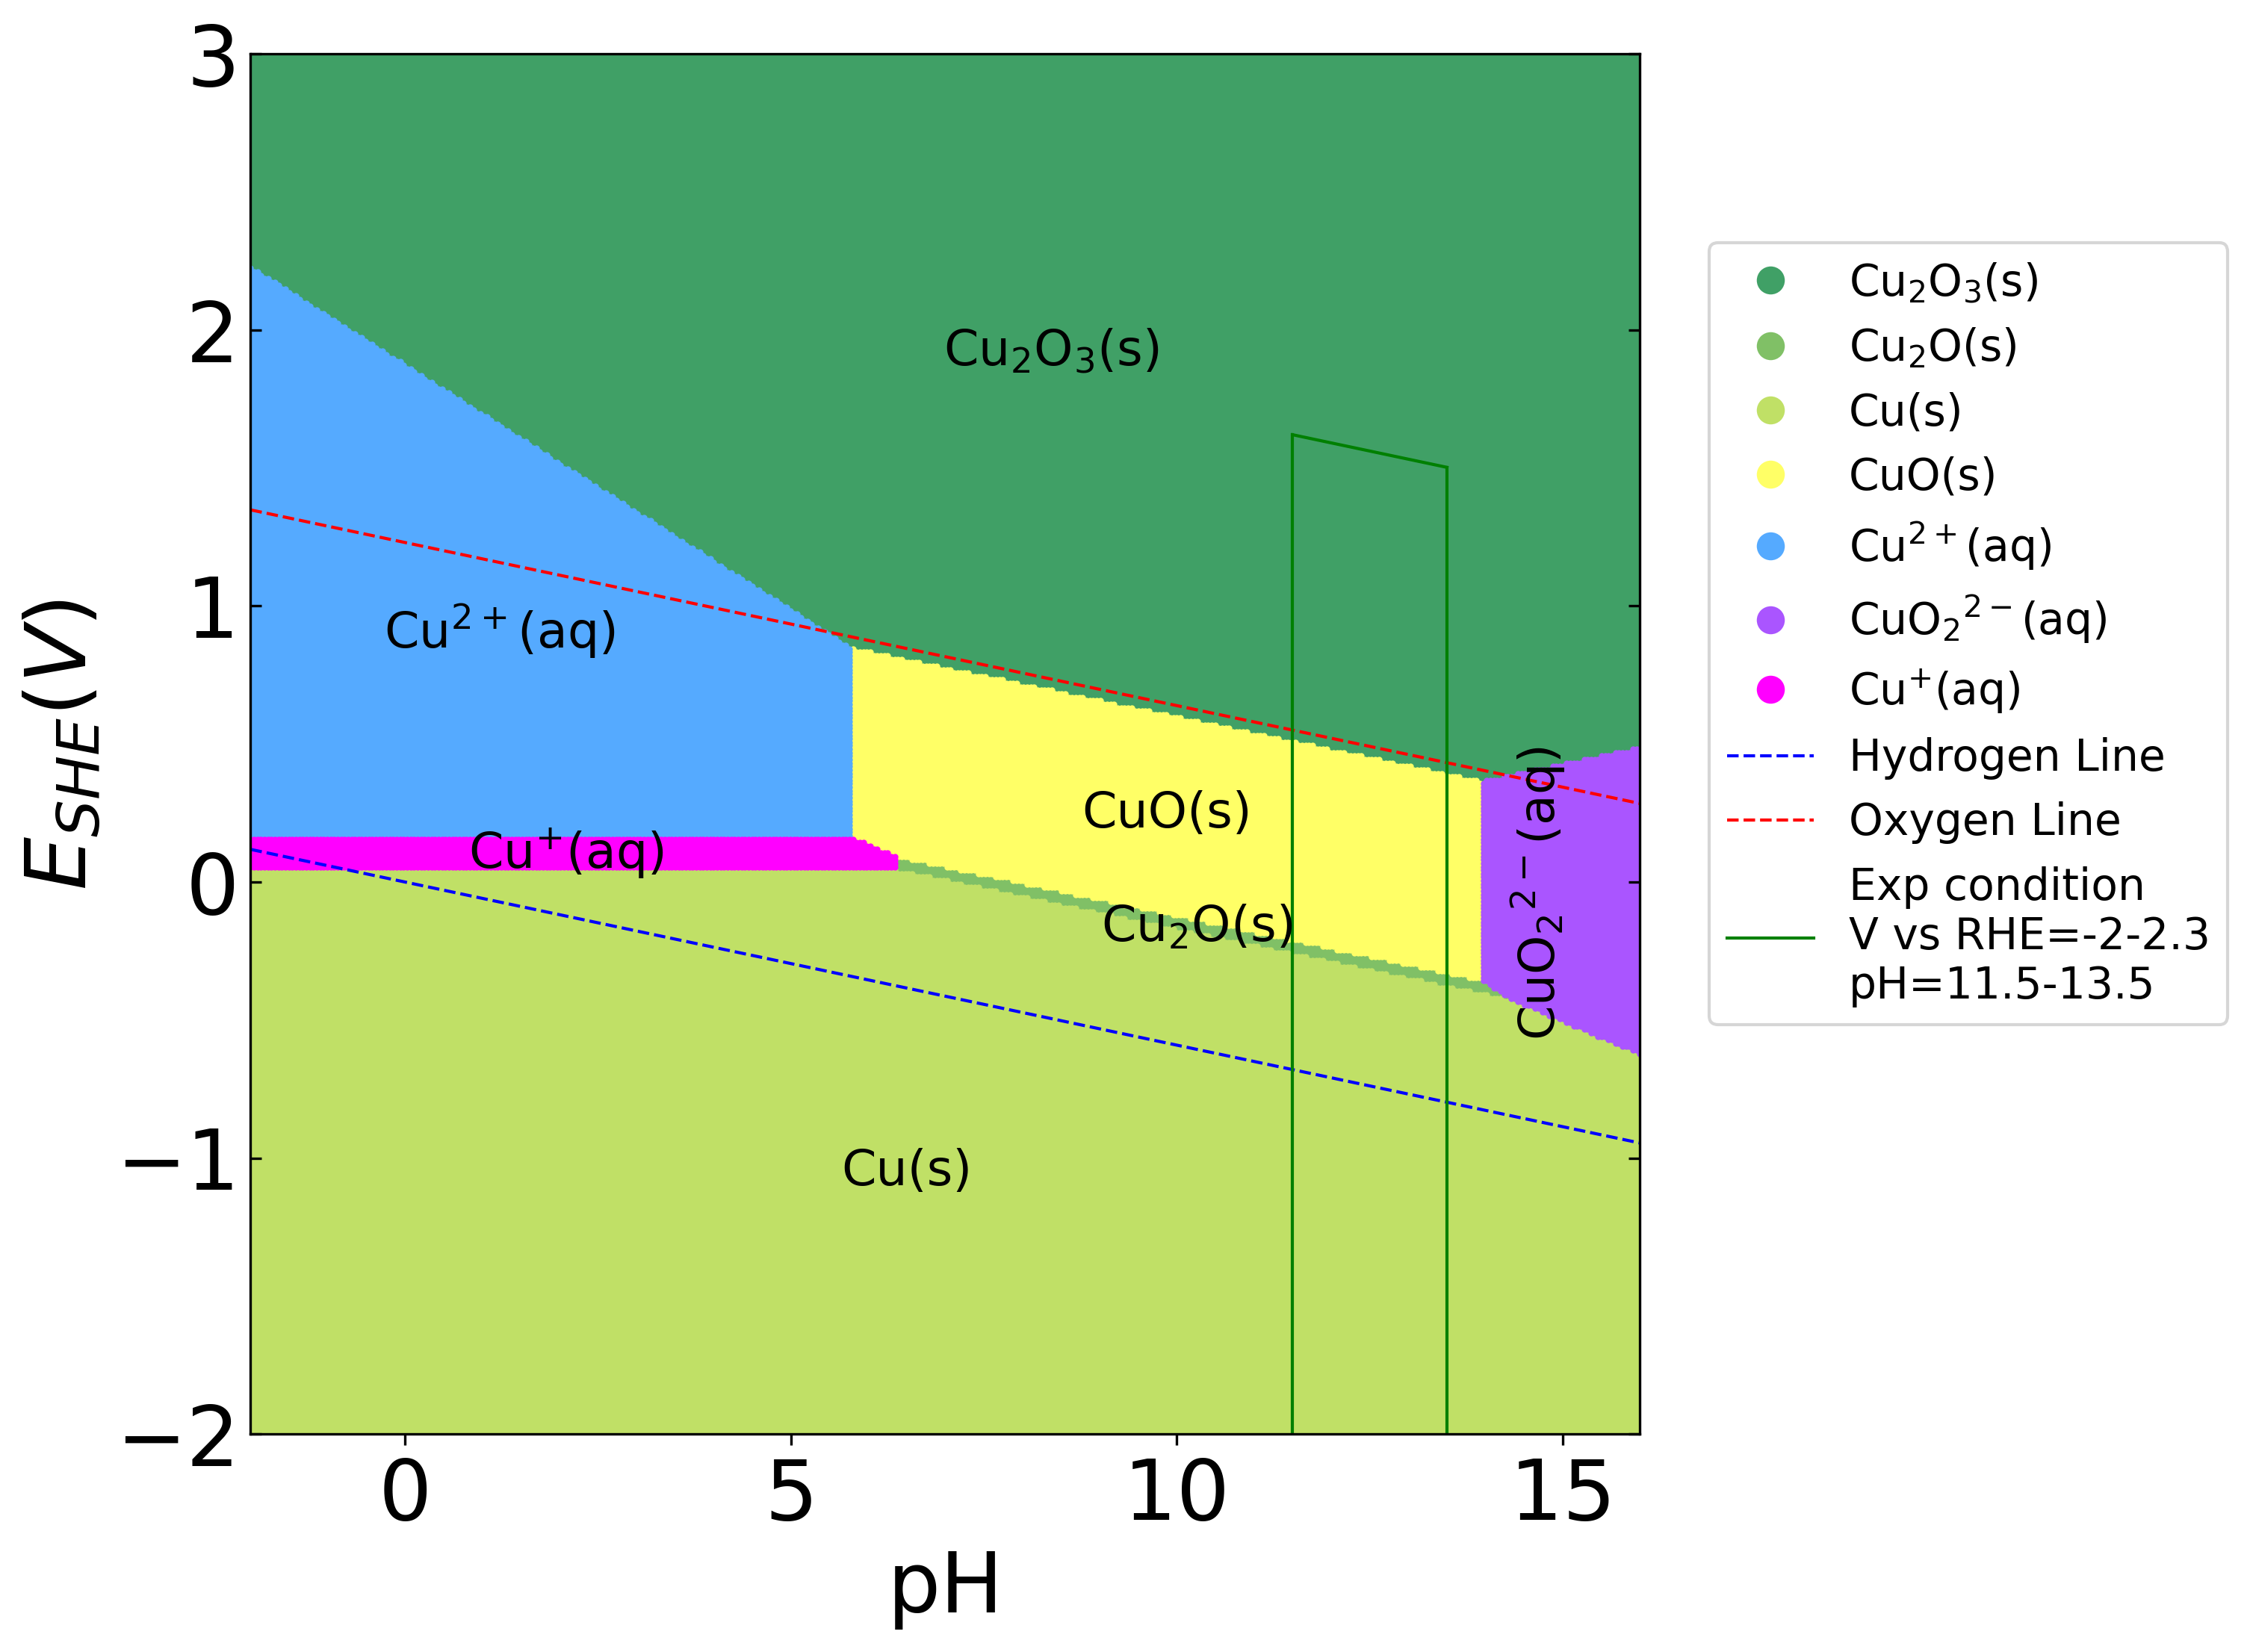 3
2
1
0
−1
−2
E_SHE(V)
0
5
10
15
pH
Cu₂O₃(s)
Cu²⁺(aq)
Cu⁺(aq)
CuO(s)
Cu₂O(s)
CuO₂²⁻(aq)
Cu(s)
Cu₂O₃(s)
Cu₂O(s)
Cu(s)
CuO(s)
Cu²⁺(aq)
CuO₂²⁻(aq)
Cu⁺(aq)
Hydrogen Line
Oxygen Line
Exp condition
V vs RHE=-2-2.3
pH=11.5-13.5